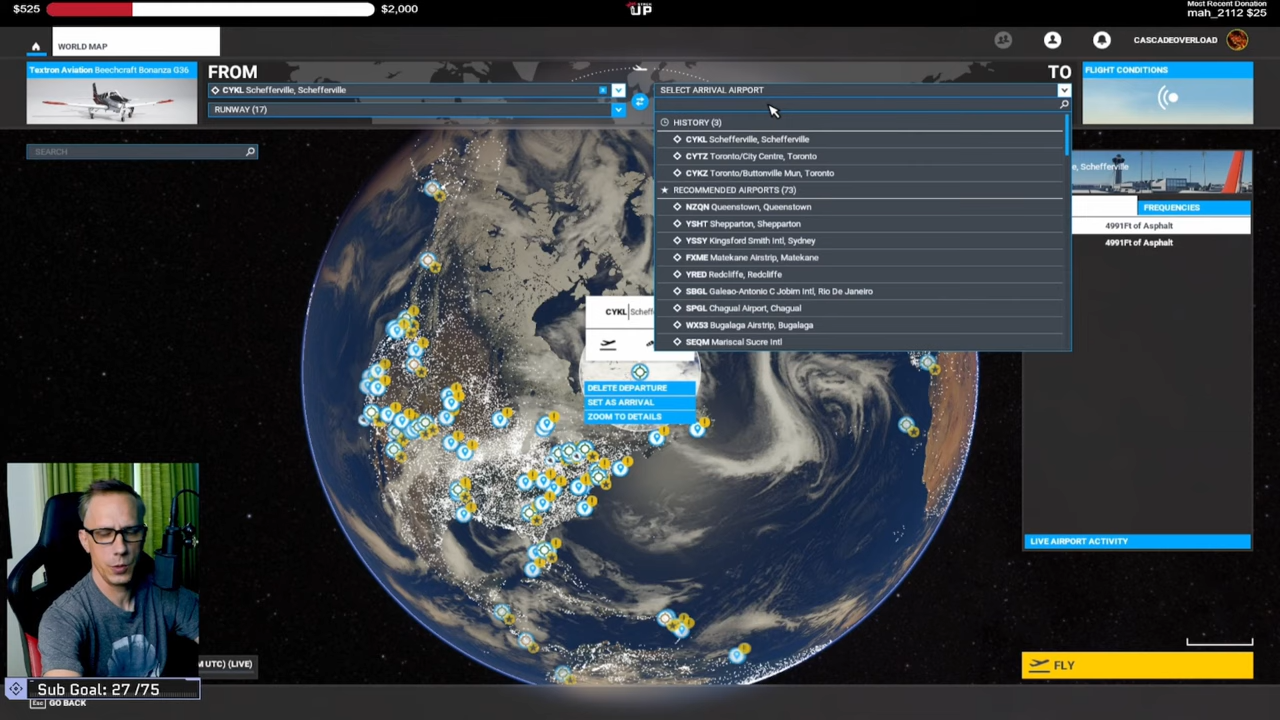 $525
$2,000
STACK UP
Most Recent Donation
mah_2112 $25
WORLD MAP
CASCADEOVERLOAD
Textron Aviation Beechcraft Bonanza G36
FROM
CYKL Schefferville, Schefferville
RUNWAY (17)
TO
SELECT ARRIVAL AIRPORT
FLIGHT CONDITIONS
HISTORY (3)
CYKL Schefferville, Schefferville
CYTZ Toronto/City Centre, Toronto
CYKZ Toronto/Buttonville Mun, Toronto
RECOMMENDED AIRPORTS (73)
NZQN Queenstown, Queenstown
YSHT Shepparton, Shepparton
YSSY Kingsford Smith Intl, Sydney
FXME Matekane Airstrip, Matekane
YRED Redcliffe, Redcliffe
SBGL Galeao-Antonio C Jobim Intl, Rio De Janeiro
SPGL Chagual Airport, Chagual
WX53 Bugalaga Airstrip, Bugalaga
SEQM Mariscal Sucre Intl
SEARCH
e, Schefferville
FREQUENCIES
4991Ft of Asphalt
4991Ft of Asphalt
CYKL Scheff
DELETE DEPARTURE
SET AS ARRIVAL
ZOOM TO DETAILS
LIVE AIRPORT ACTIVITY
M UTC) (LIVE)
FLY
Sub Goal: 27 /75
Esc GO BACK